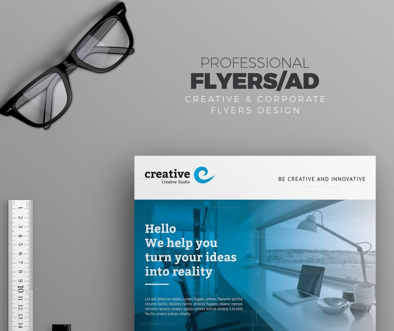 PROFESSIONAL
FLYERS/AD
CREATIVE & CORPORATE
FLYERS DESIGN
creative
Creative Studio
BE CREATIVE AND INNOVATIVE
Hello
We help you
turn your ideas
into reality
1 2 3 4 5 6 7 8 9 10 11 12 13 14